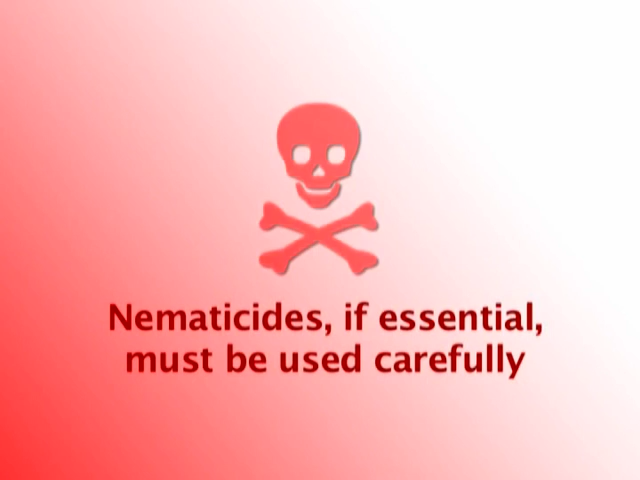 Nematicides, if essential,
must be used carefully